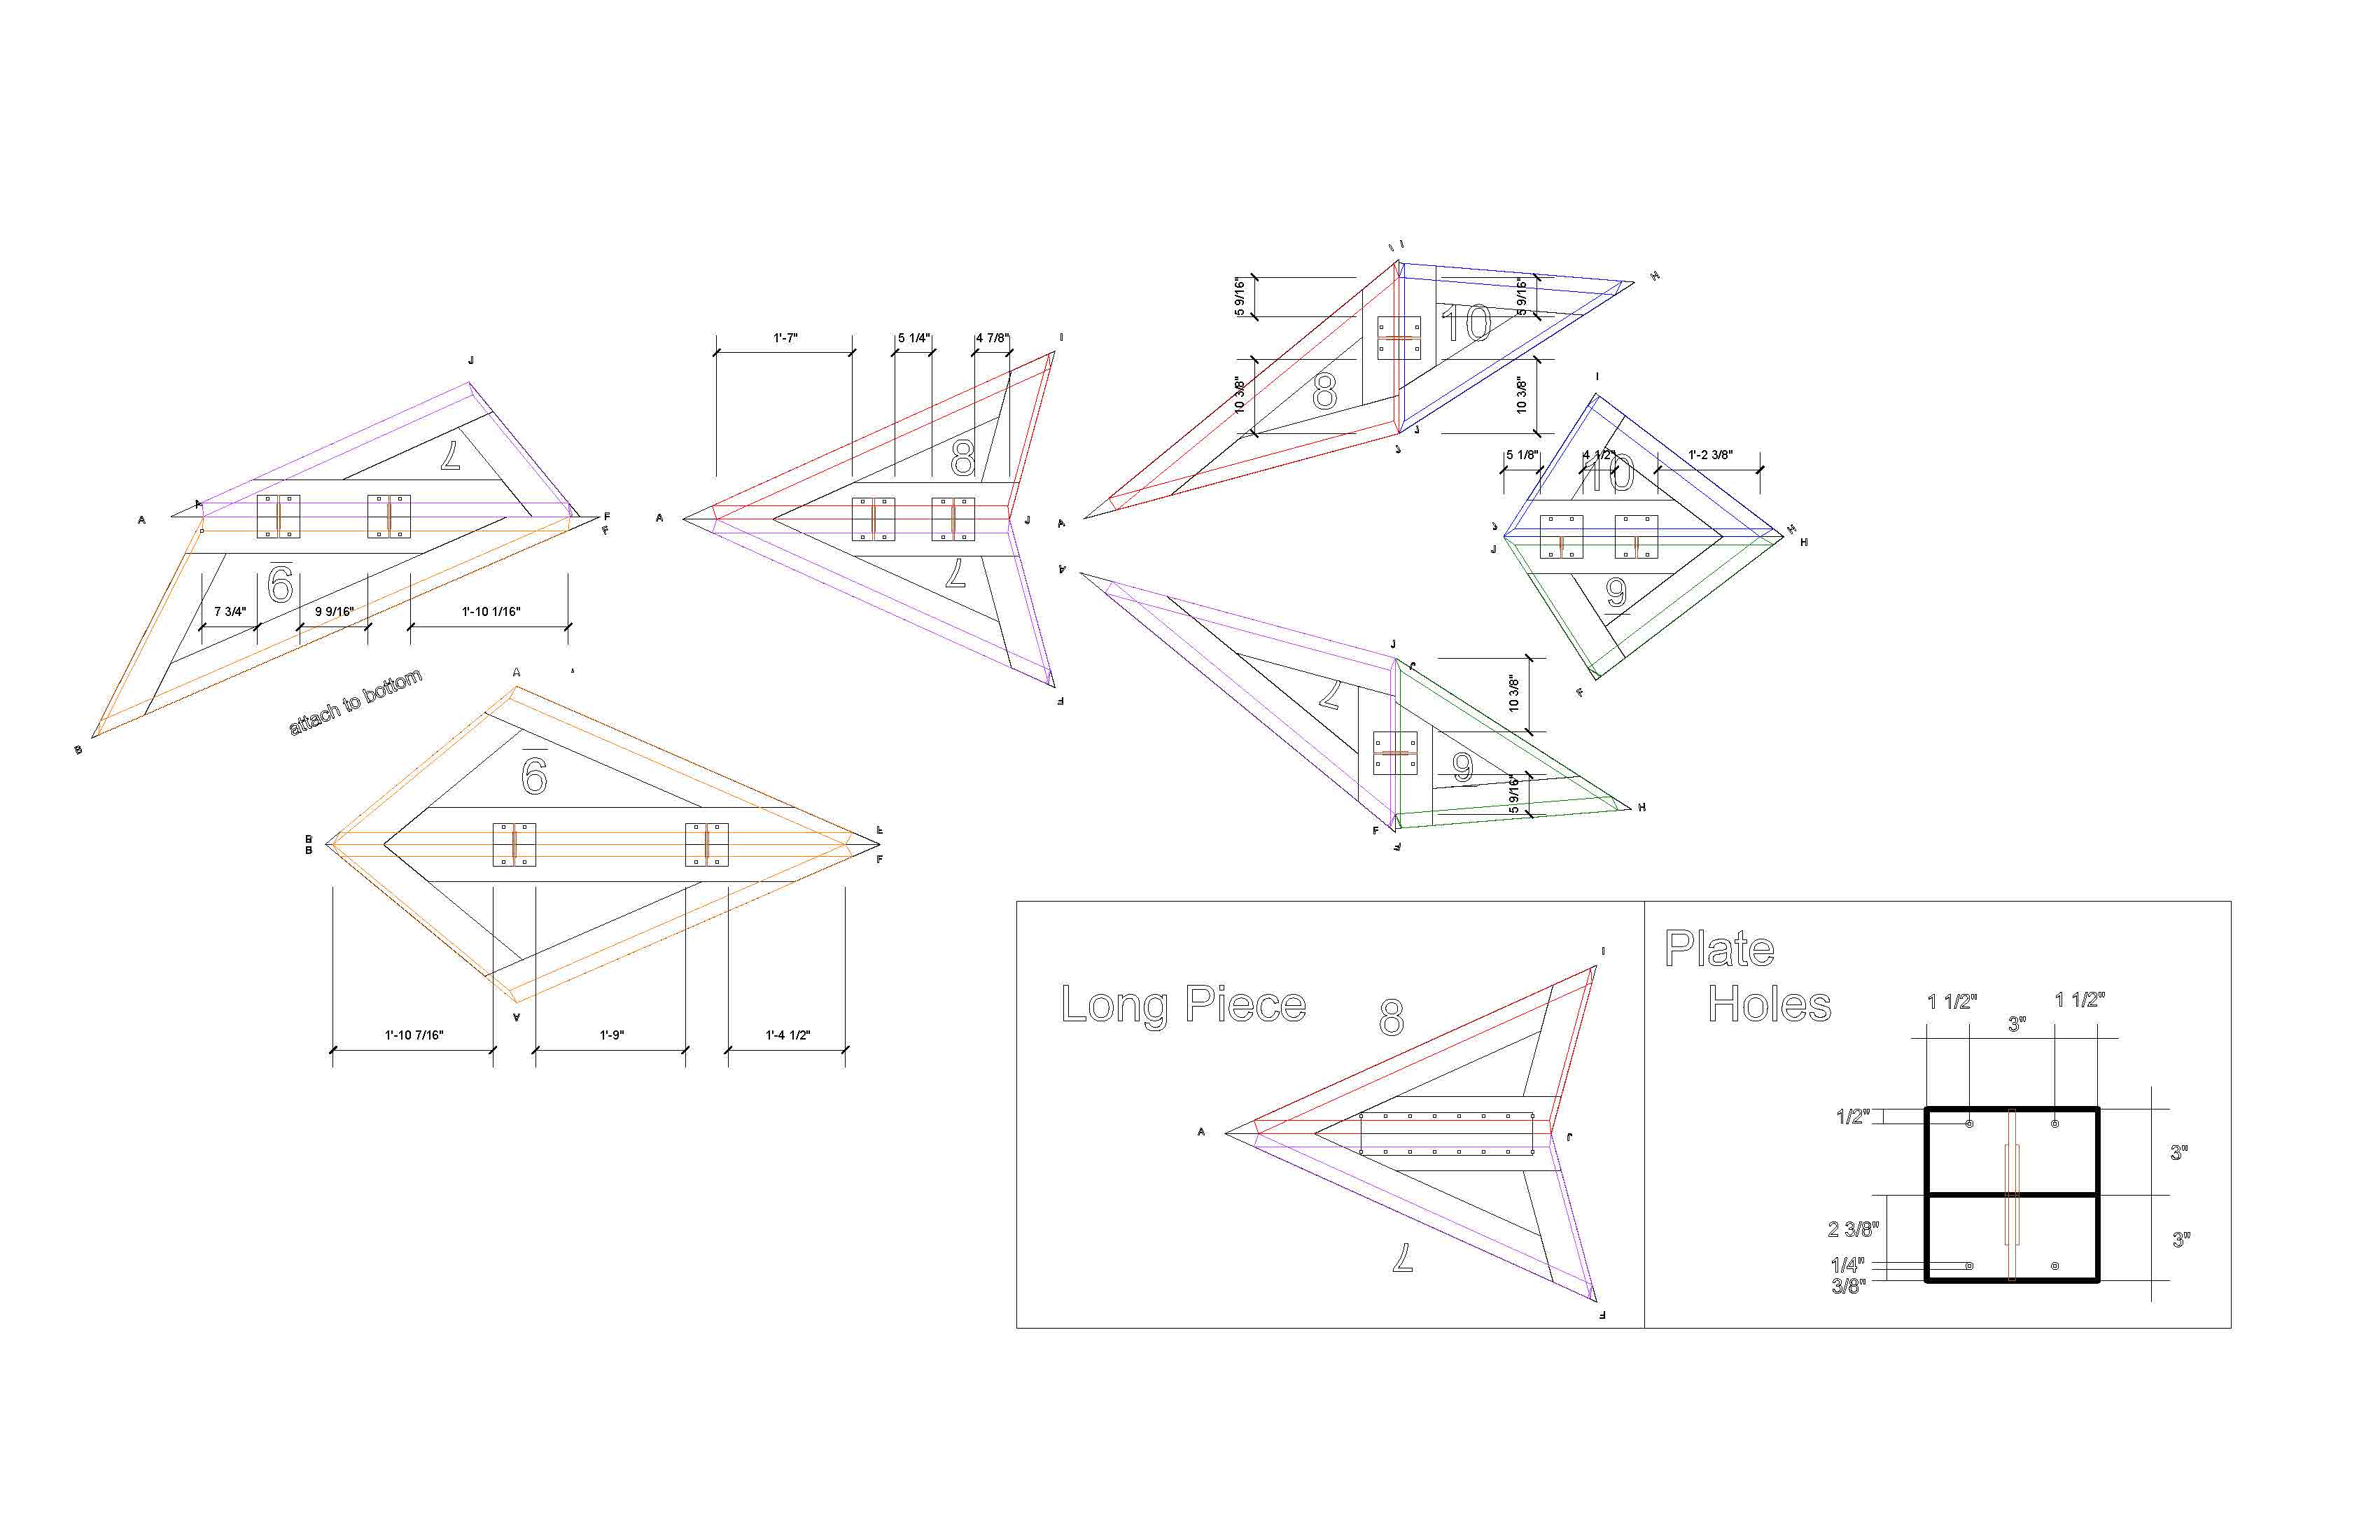 J
7
A
A
F
F
6
7 3/4"
9 9/16"
1'-10 1/16"
B
attach to bottom
1'-7"
5 1/4"
4 7/8"
I
8
A
J
7
F
I I
H
5 9/16"
5 9/16"
10
8
10 3/8"
10 3/8"
J
J
A
I
5 1/8"
4 1/2"
1'-2 3/8"
10
J
H
J
H
9
F
A
J
J
7
10 3/8"
9
5 9/16"
H
F
F
A
6
B
B
E
F
A
1'-10 7/16"
1'-9"
1'-4 1/2"
Long Piece
8
I
A
J
7
F
Plate
Holes
1 1/2"
1 1/2"
3"
1/2"
3"
2 3/8"
3"
1/4"
3/8"